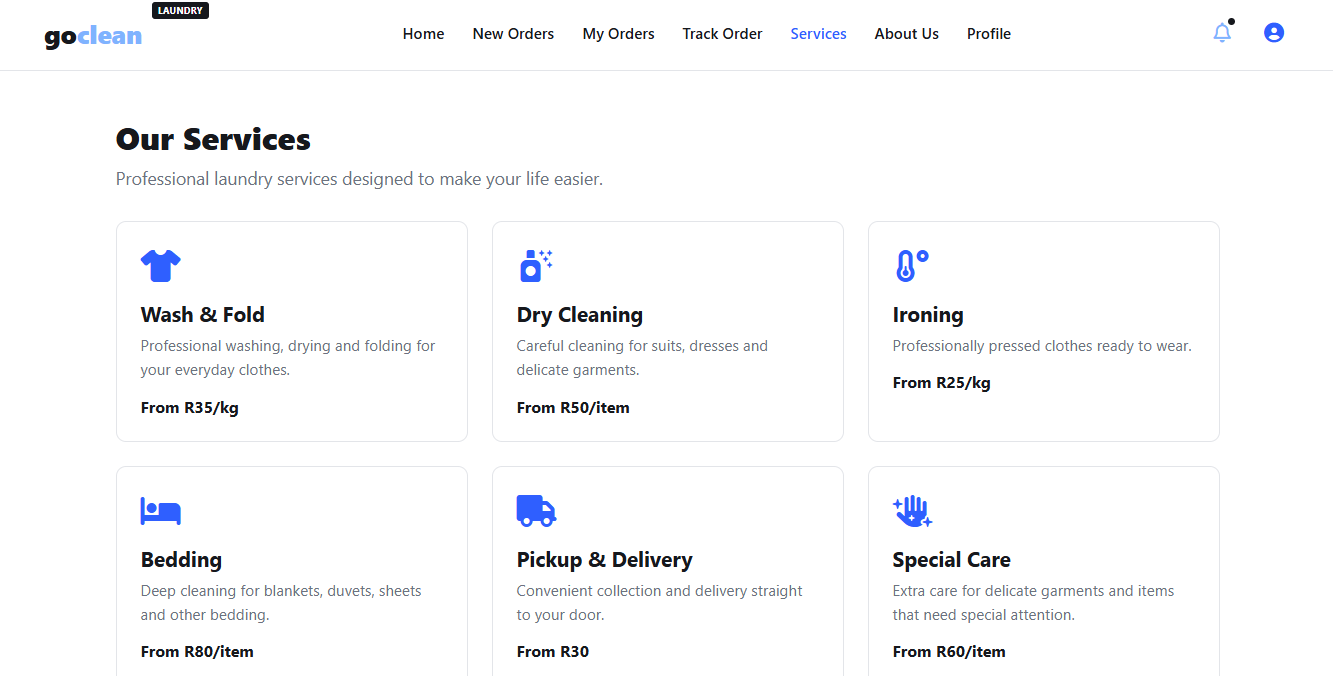 LAUNDRY
goclean
Home New Orders My Orders Track Order Services About Us Profile
Our Services
Professional laundry services designed to make your life easier.
Wash & Fold
Professional washing, drying and folding for
your everyday clothes.
From R35/kg
Dry Cleaning
Careful cleaning for suits, dresses and
delicate garments.
From R50/item
Ironing
Professionally pressed clothes ready to wear.
From R25/kg
Bedding
Deep cleaning for blankets, duvets, sheets
and other bedding.
From R80/item
Pickup & Delivery
Convenient collection and delivery straight
to your door.
From R30
Special Care
Extra care for delicate garments and items
that need special attention.
From R60/item